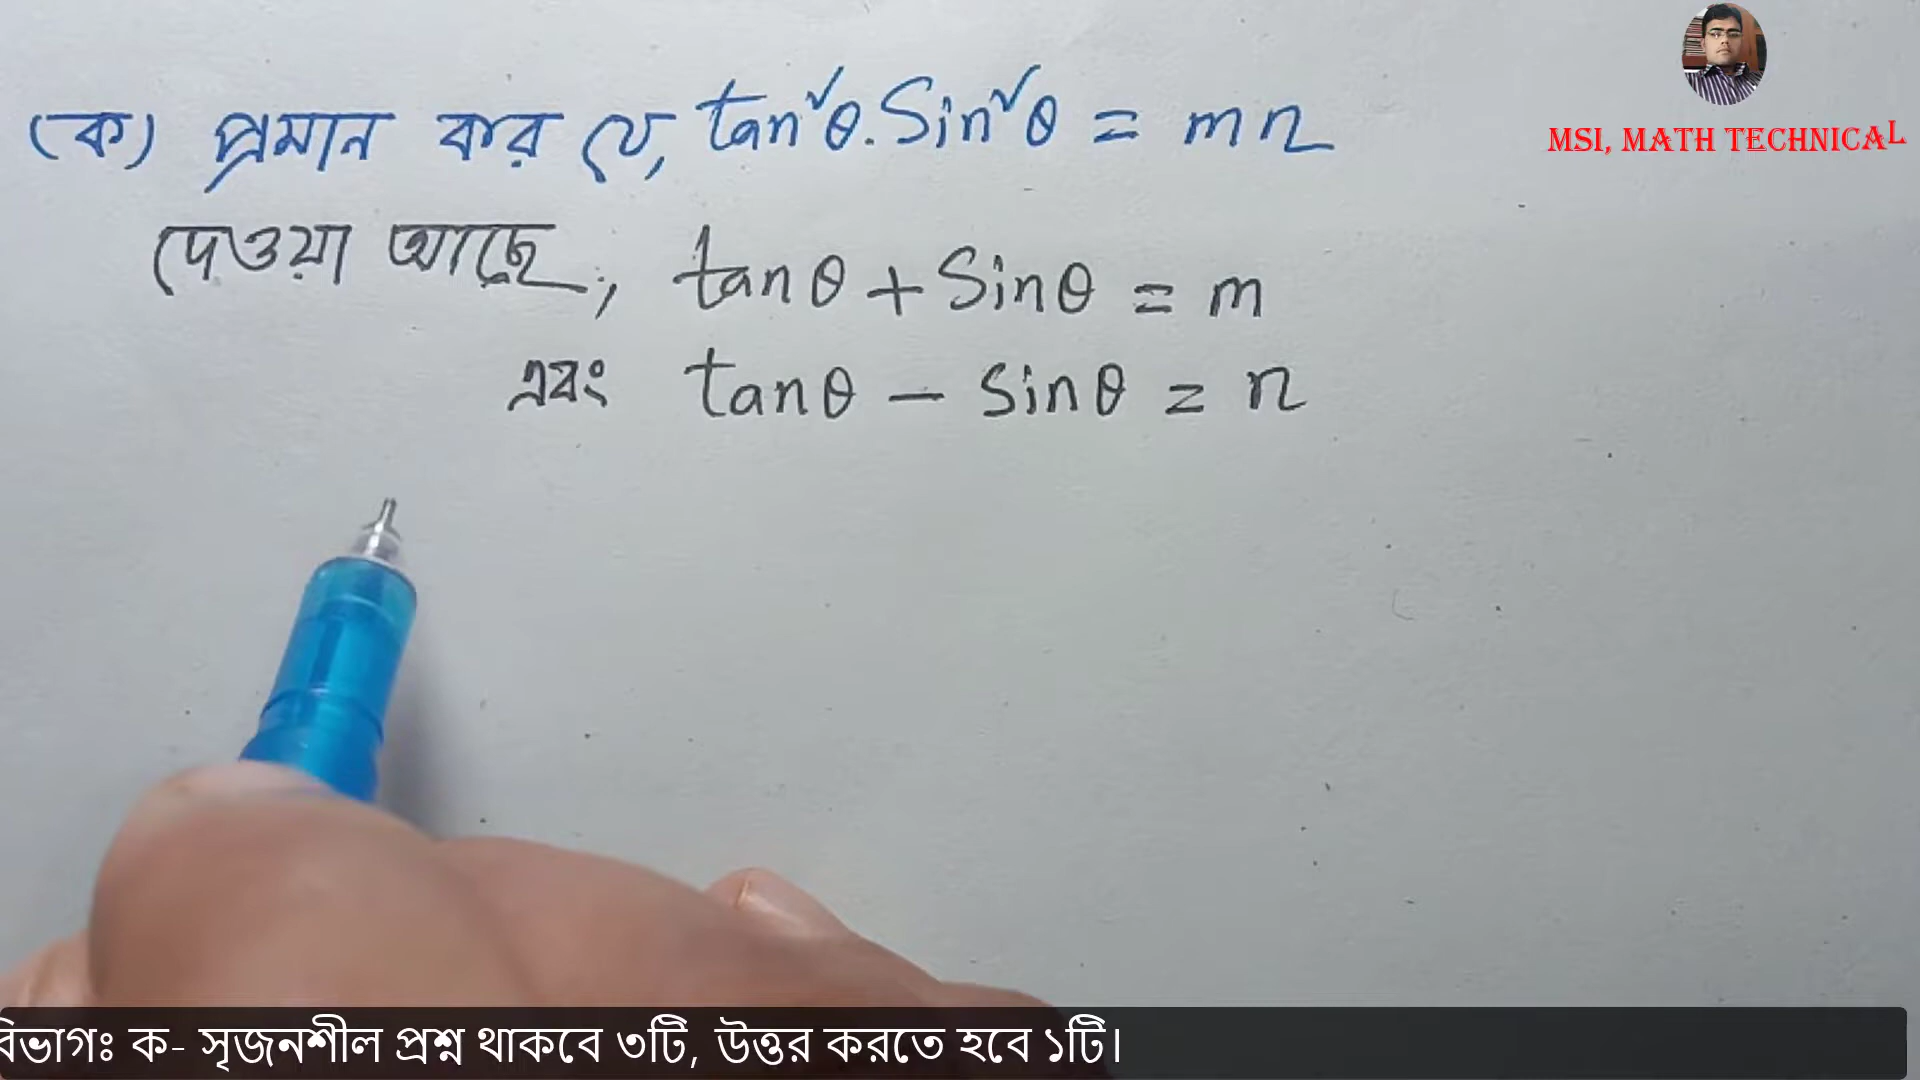 (ক) প্রমান কর যে, tan²θ. Sin²θ = mn
MSI, MATH TECHNICAL
দেওয়া আছে, tanθ + Sinθ = m
এবং tanθ - Sinθ = n
বিভাগঃ ক- সৃজনশীল প্রশ্ন থাকবে ৩টি, উত্তর করতে হবে ১টি।